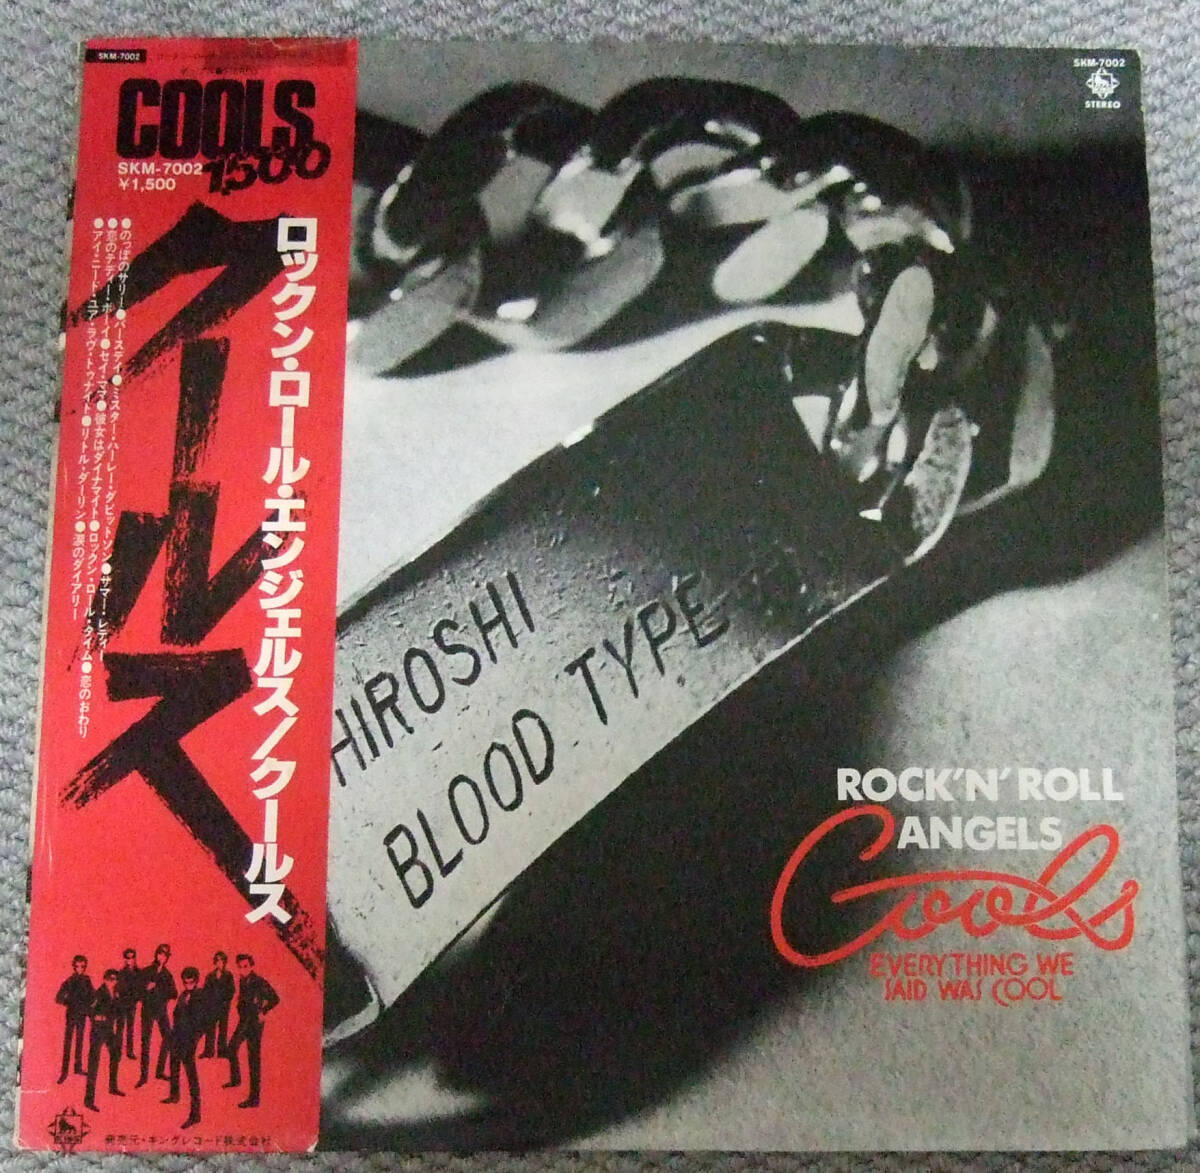 SKM-7002
COOLS
1,500
SKM-7002
¥1,500
クールス
ロックン・ロール・エンジェルス/クールス
●のっぽのサリー●バースデイ●ミスター・ハーレー・ダビットソン●サマー・レディー
●恋のテディー・ボーイ●セイ・ママ●彼女はダイナマイト●ロックン・ロール・タイム●恋のおわり
●アイ・ニード・ユア・ラヴ・トゥナイト●リトル・ダーリン●涙のダイアリー
発売元・キングレコード株式会社
SKM-7002
STEREO
HIROSHI
BLOOD TYPE
ROCK'N'ROLL
ANGELS
Cools
EVERYTHING WE
SAID WAS COOL